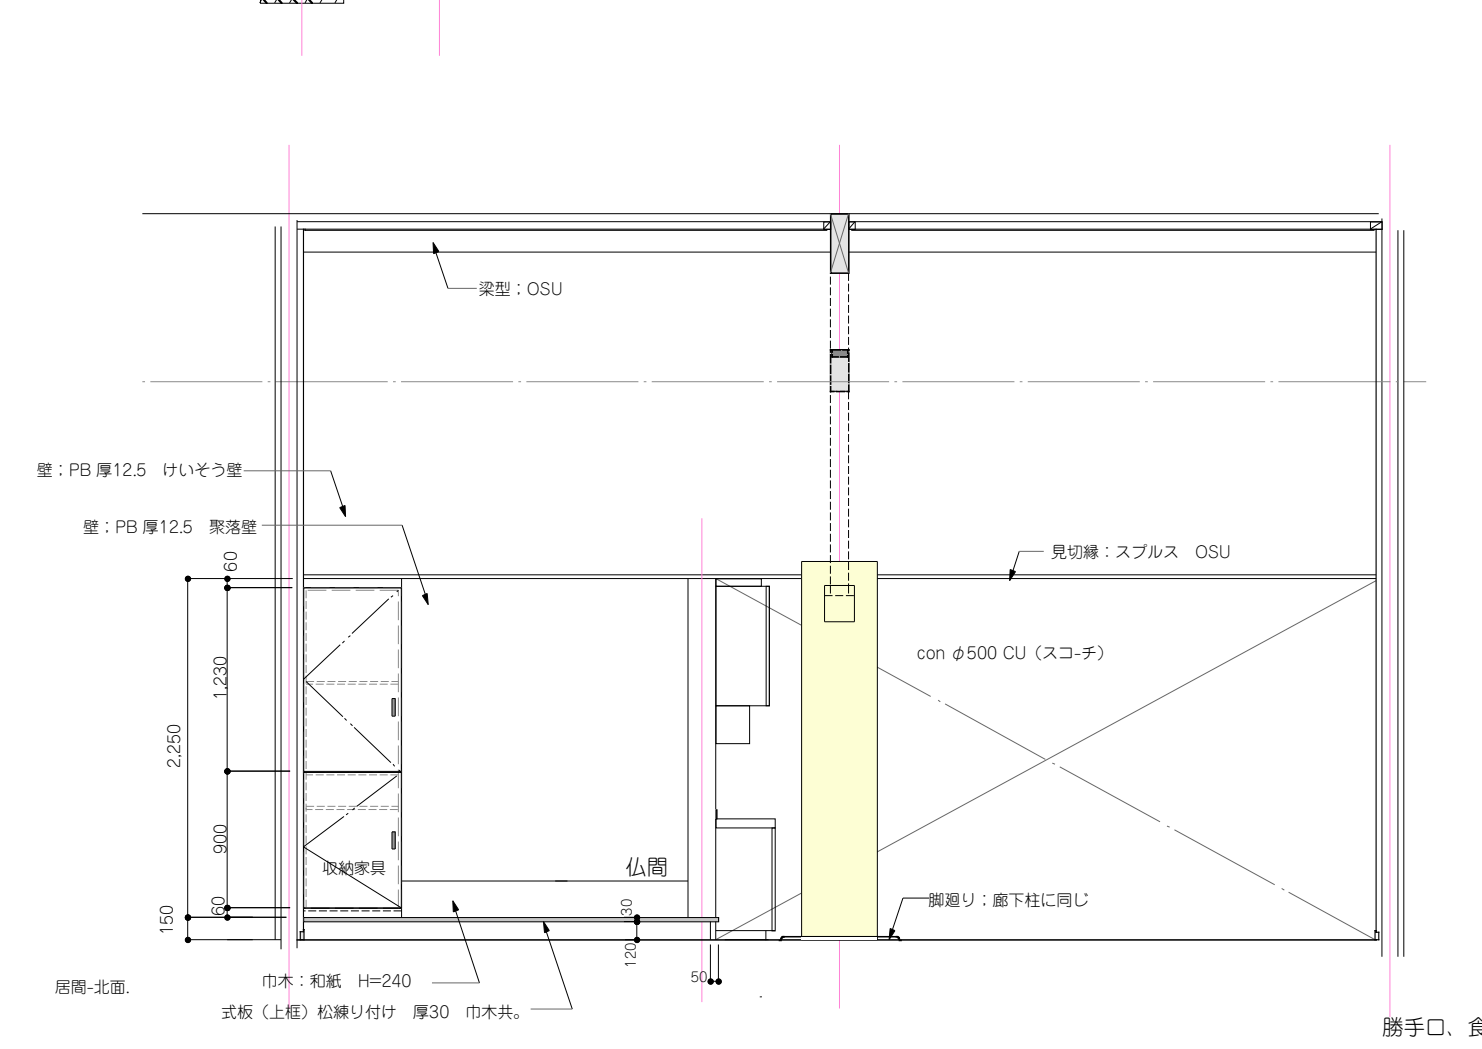 梁型：OSU
壁：PB 厚12.5　けいそう壁
壁：PB 厚12.5　聚落壁
見切縁：スプルス　OSU
60
con φ500 CU（スコ-チ）
1,230
2,250
900
収納家具
仏間
脚廻り；廊下柱に同じ
60
150
30
120
50
巾木：和紙　H=240
居間-北面.
式板（上框）松練り付け　厚30　巾木共。
勝手口、食